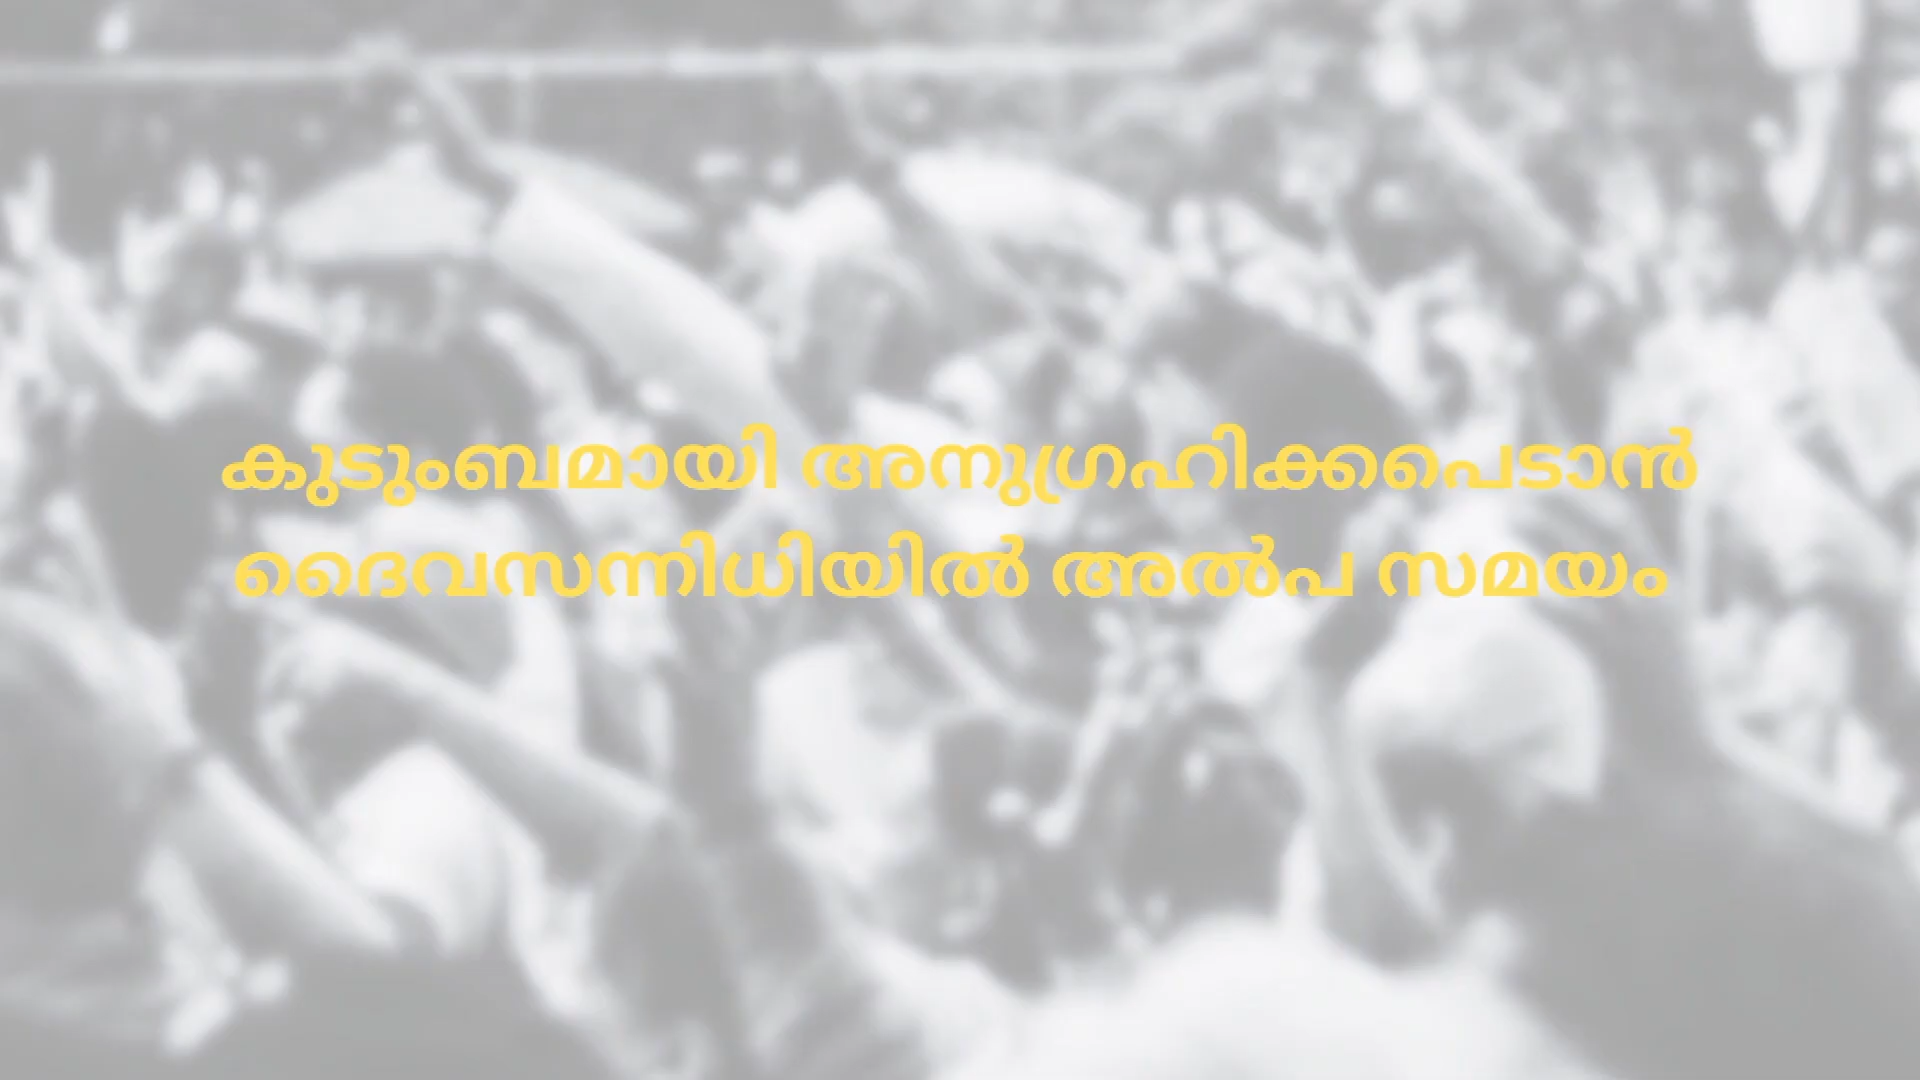 കുടുംബമായി അനുഗ്രഹിക്കപെടാൻ
ദൈവസന്നിധിയിൽ അൽപ സമയം